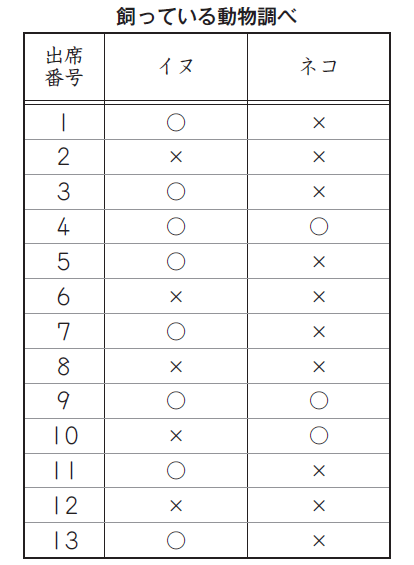 飼っている動物調べ
出席番号 イヌ ネコ
1 ○ ×
2 × ×
3 ○ ×
4 ○ ○
5 ○ ×
6 × ×
7 ○ ×
8 × ×
9 ○ ○
10 × ○
11 ○ ×
12 × ×
13 ○ ×